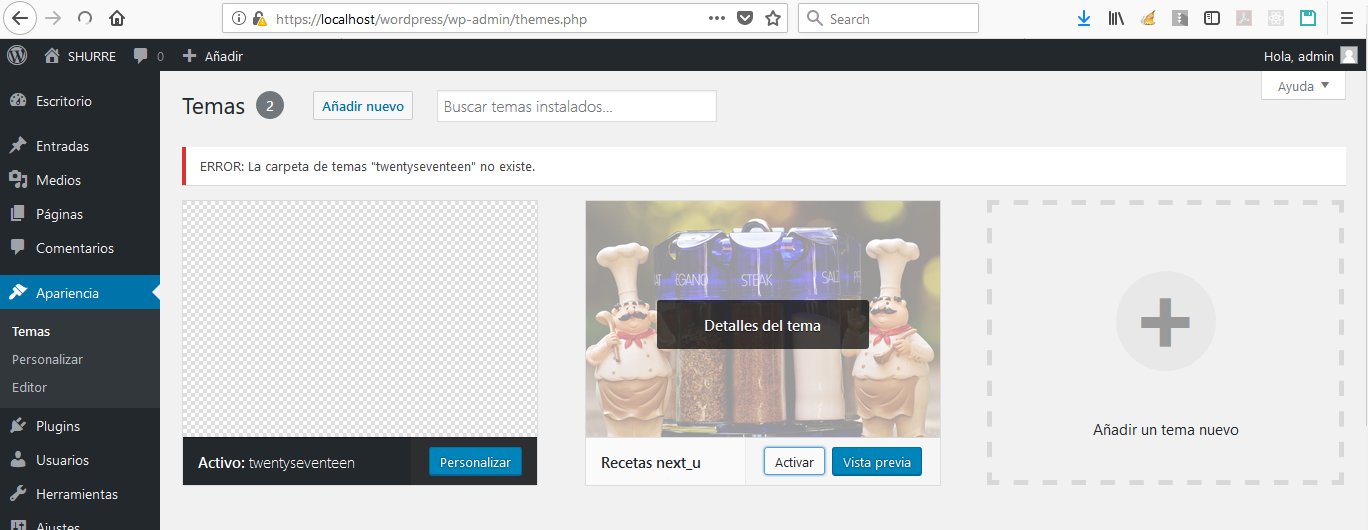 https://localhost/wordpress/wp-admin/themes.php
Search
SHURRE
0
Añadir
Hola, admin
Escritorio
Entradas
Medios
Páginas
Comentarios
Apariencia
Temas
Personalizar
Editor
Plugins
Usuarios
Herramientas
Ajustes
Temas 2
Añadir nuevo
Buscar temas instalados...
Ayuda
ERROR: La carpeta de temas "twentyseventeen" no existe.
Activo: twentyseventeen
Personalizar
EGANO
STEAK
SALT
Detalles del tema
Recetas next_u
Activar
Vista previa
Añadir un tema nuevo